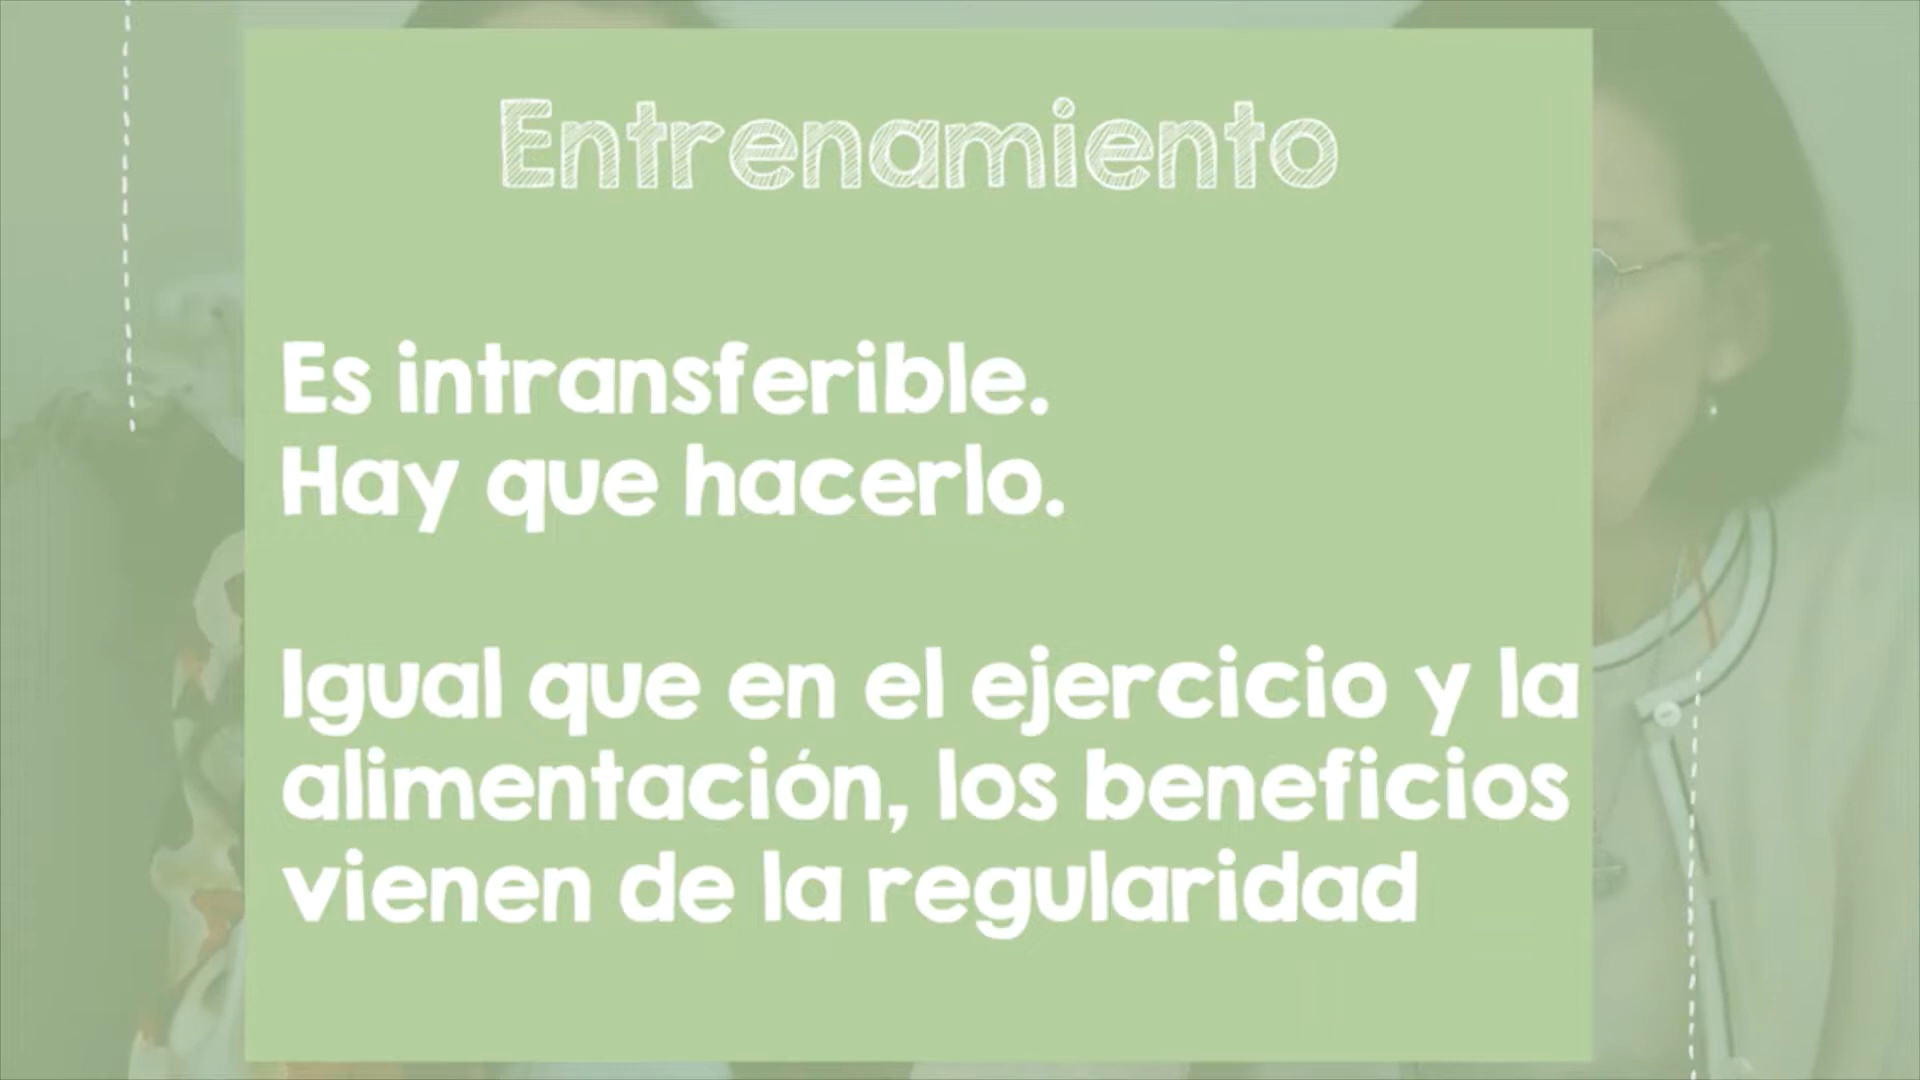 Entrenamiento
Es intransferible.
Hay que hacerlo.
Igual que en el ejercicio y la
alimentación, los beneficios
vienen de la regularidad